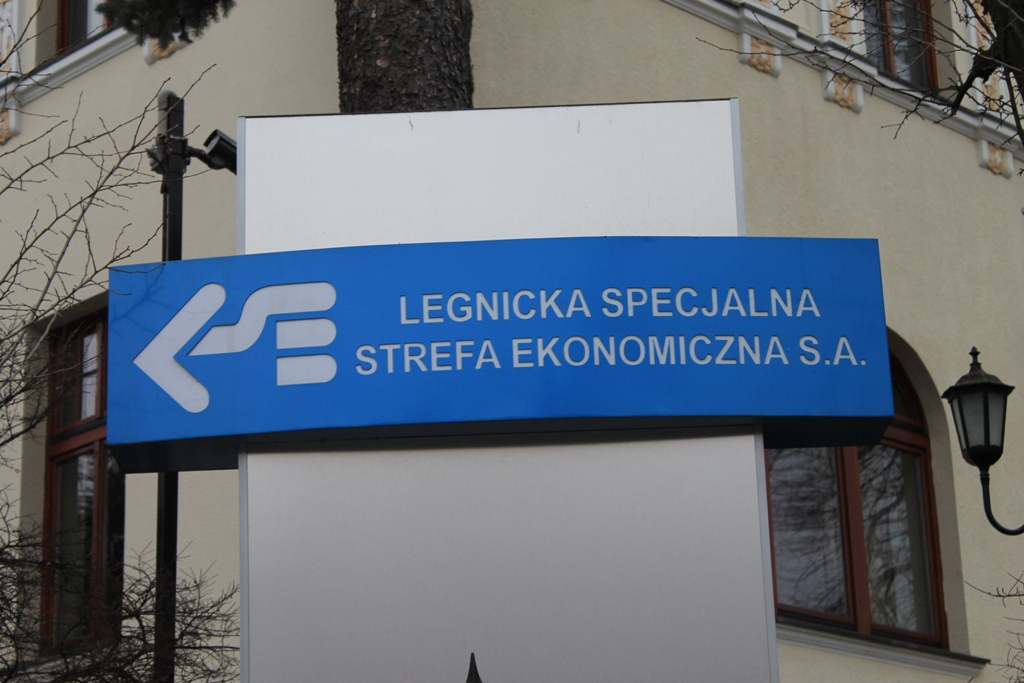 LEGNICKA SPECJALNA
STREFA EKONOMICZNA S.A.